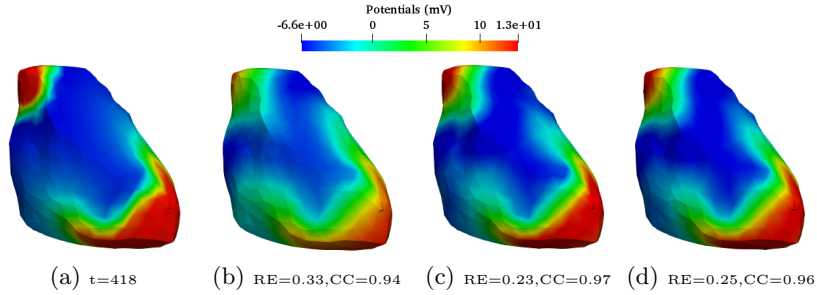 Potentials (mV)
-6.6e+00 0 5 10 1.3e+01
(a) t=418 (b) RE=0.33,CC=0.94 (c) RE=0.23,CC=0.97 (d) RE=0.25,CC=0.96